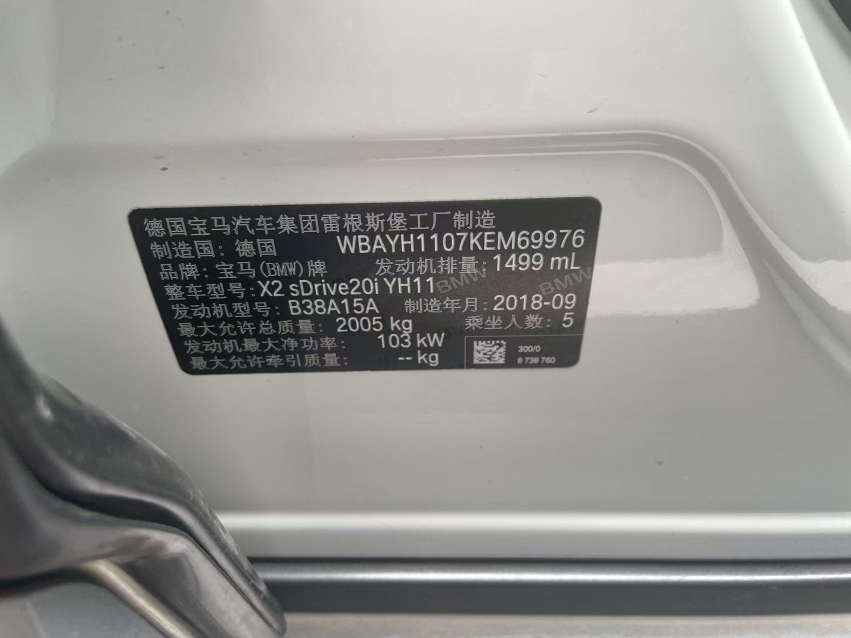 德国宝马汽车集团雷根斯堡工厂制造
制造国: 德国 WBAYH1107KEM69976
品牌: 宝马(BMW)牌 发动机排量: 1499 mL
整车型号: X2 sDrive20i YH11
发动机型号: B38A15A 制造年月: 2018-09
最大允许总质量: 2005 kg 乘坐人数: 5
发动机最大净功率: 103 kW
最大允许牵引质量: -- kg
300/0
9 738 760
BMW
BMW